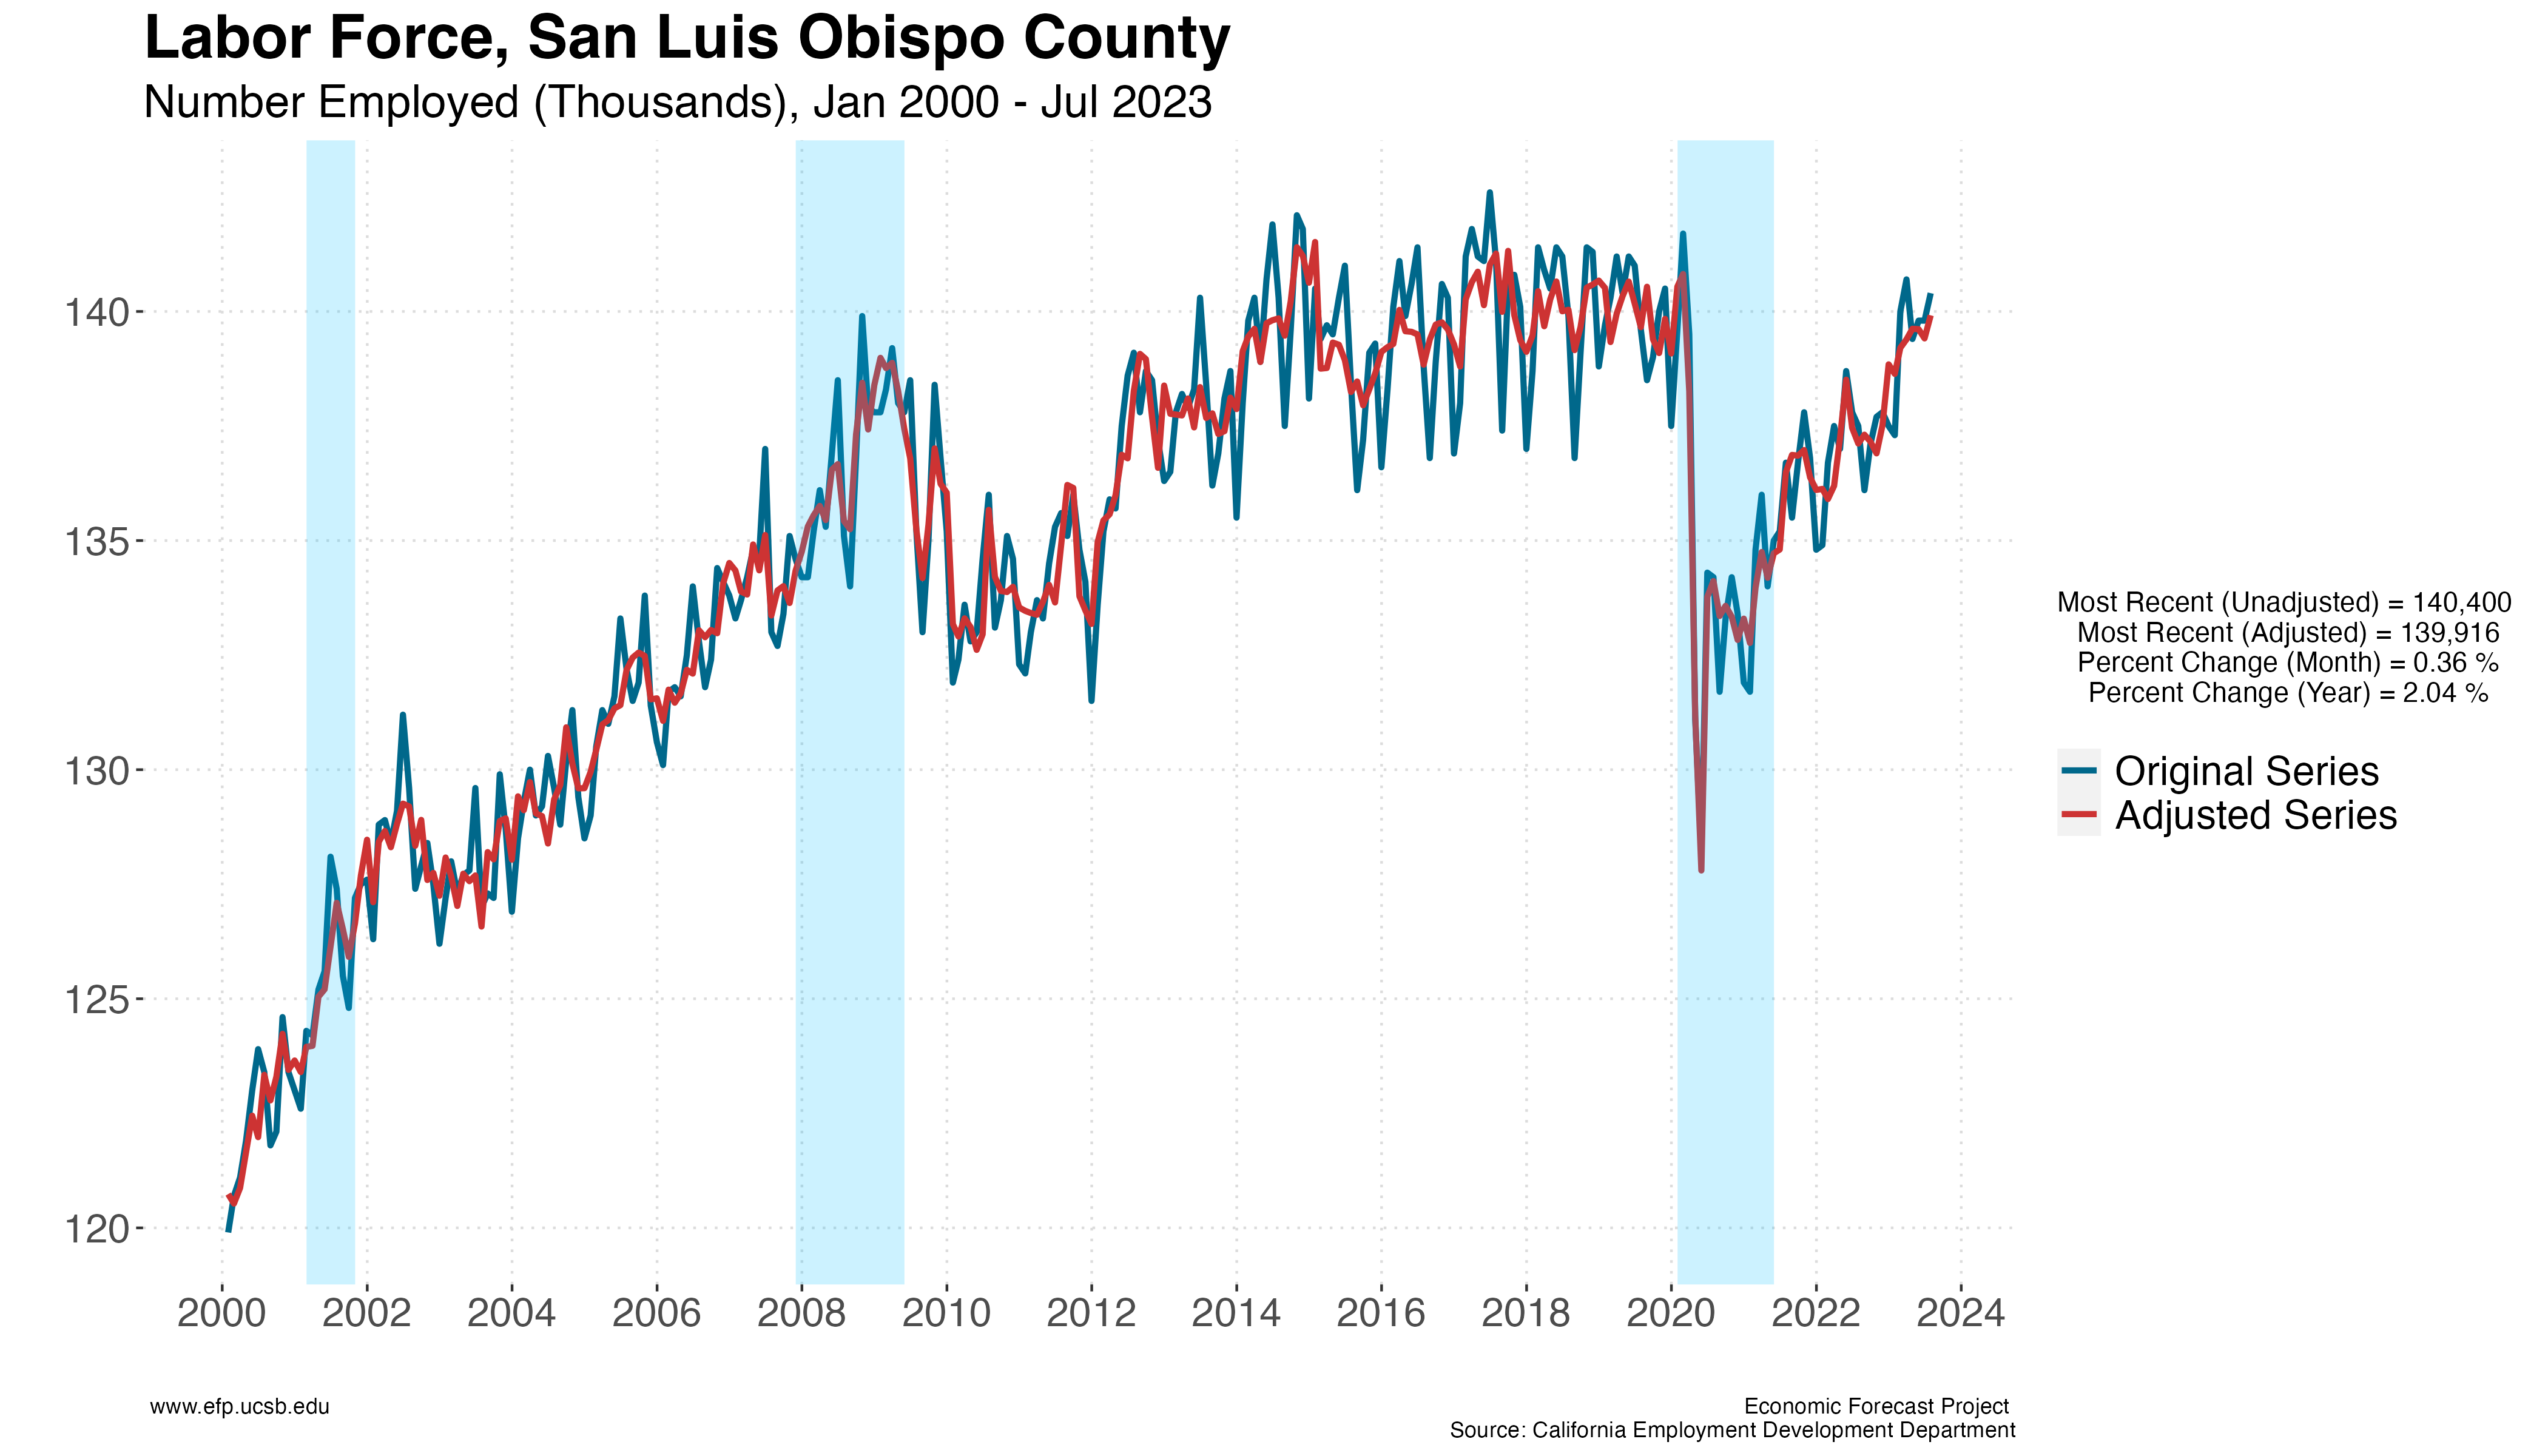 Labor Force, San Luis Obispo County
Number Employed (Thousands), Jan 2000 - Jul 2023
140
135
130
125
120
2000 2002 2004 2006 2008 2010 2012 2014 2016 2018 2020 2022 2024
Most Recent (Unadjusted) = 140,400
Most Recent (Adjusted) = 139,916
Percent Change (Month) = 0.36 %
Percent Change (Year) = 2.04 %
Original Series
Adjusted Series
www.efp.ucsb.edu
Economic Forecast Project
Source: California Employment Development Department